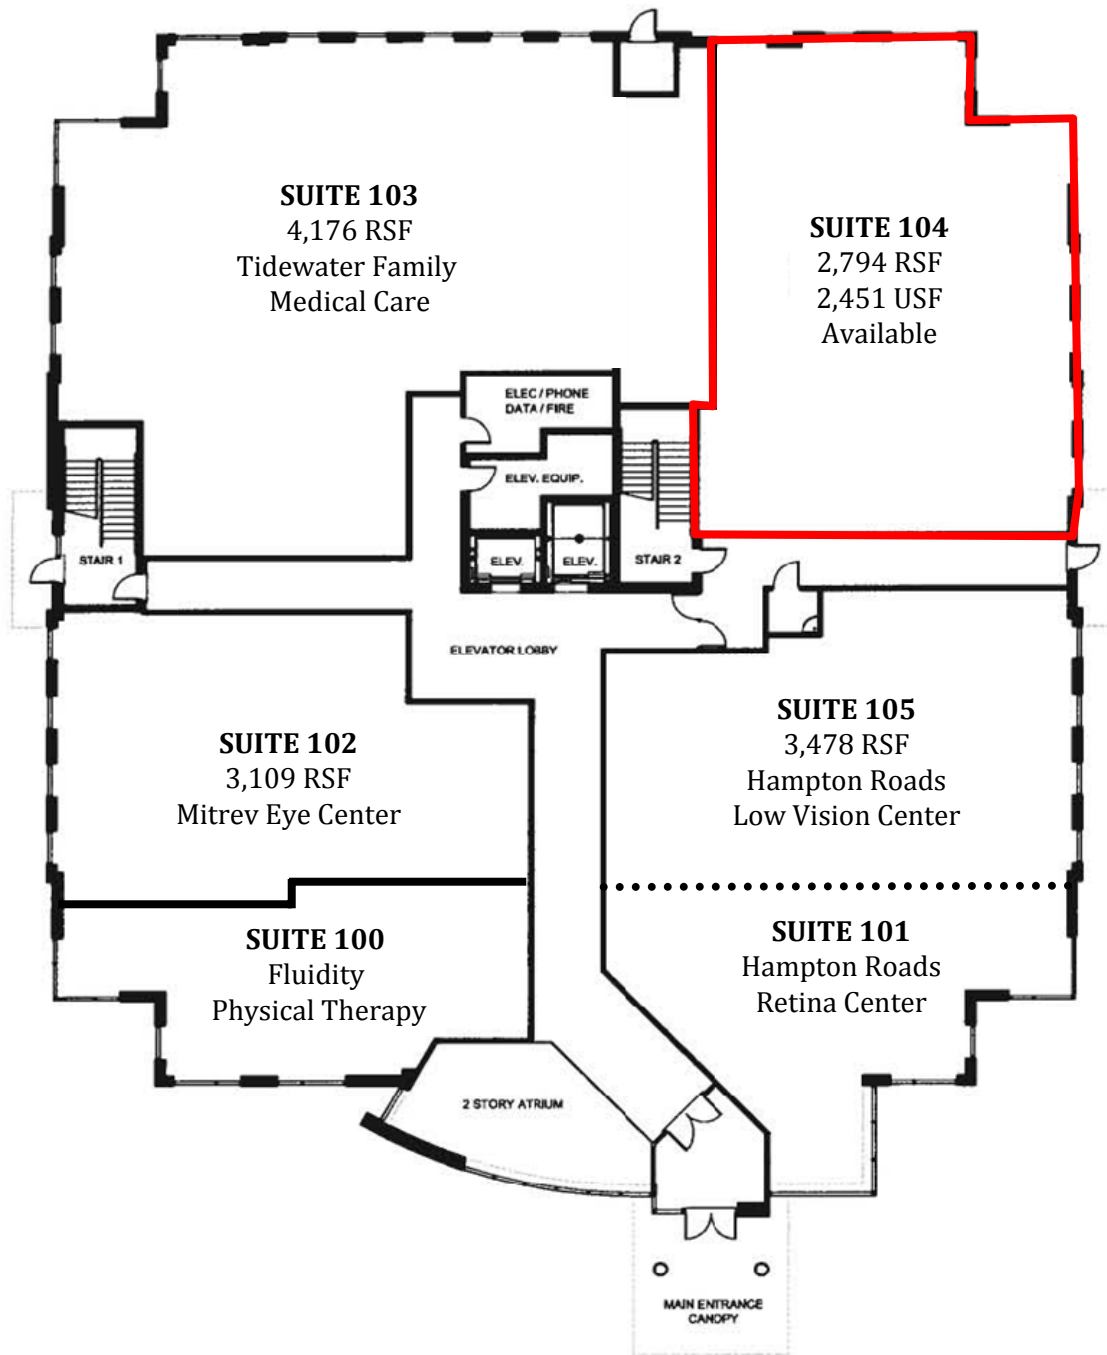 SUITE 103
4,176 RSF
Tidewater Family
Medical Care
SUITE 104
2,794 RSF
2,451 USF
Available
ELEC / PHONE
DATA / FIRE
ELEV. EQUIP.
STAIR 1
ELEV.
ELEV.
STAIR 2
ELEVATOR LOBBY
SUITE 102
3,109 RSF
Mitrev Eye Center
SUITE 105
3,478 RSF
Hampton Roads
Low Vision Center
SUITE 100
Fluidity
Physical Therapy
SUITE 101
Hampton Roads
Retina Center
2 STORY ATRIUM
MAIN ENTRANCE
CANOPY